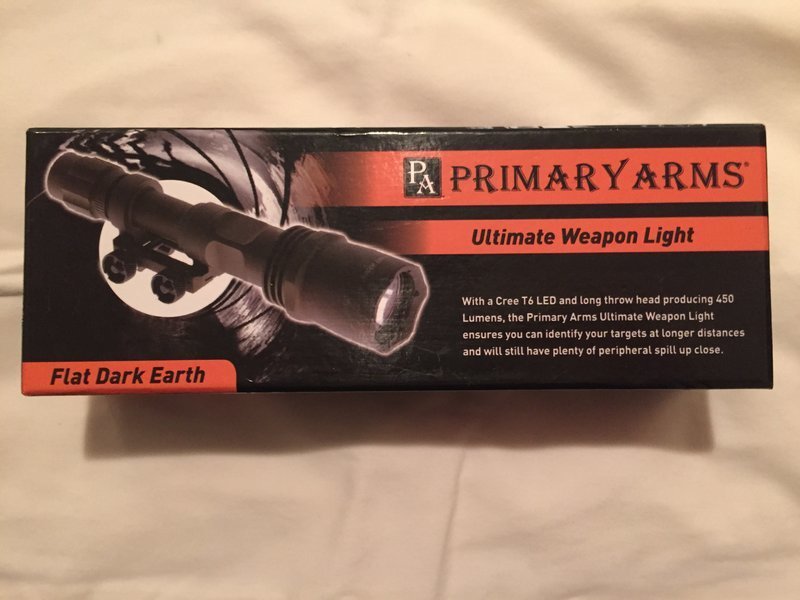 PA PRIMARY ARMS®
Ultimate Weapon Light
With a Cree T6 LED and long throw head producing 450
Lumens, the Primary Arms Ultimate Weapon Light
ensures you can identify your targets at longer distances
and will still have plenty of peripheral spill up close.
Flat Dark Earth